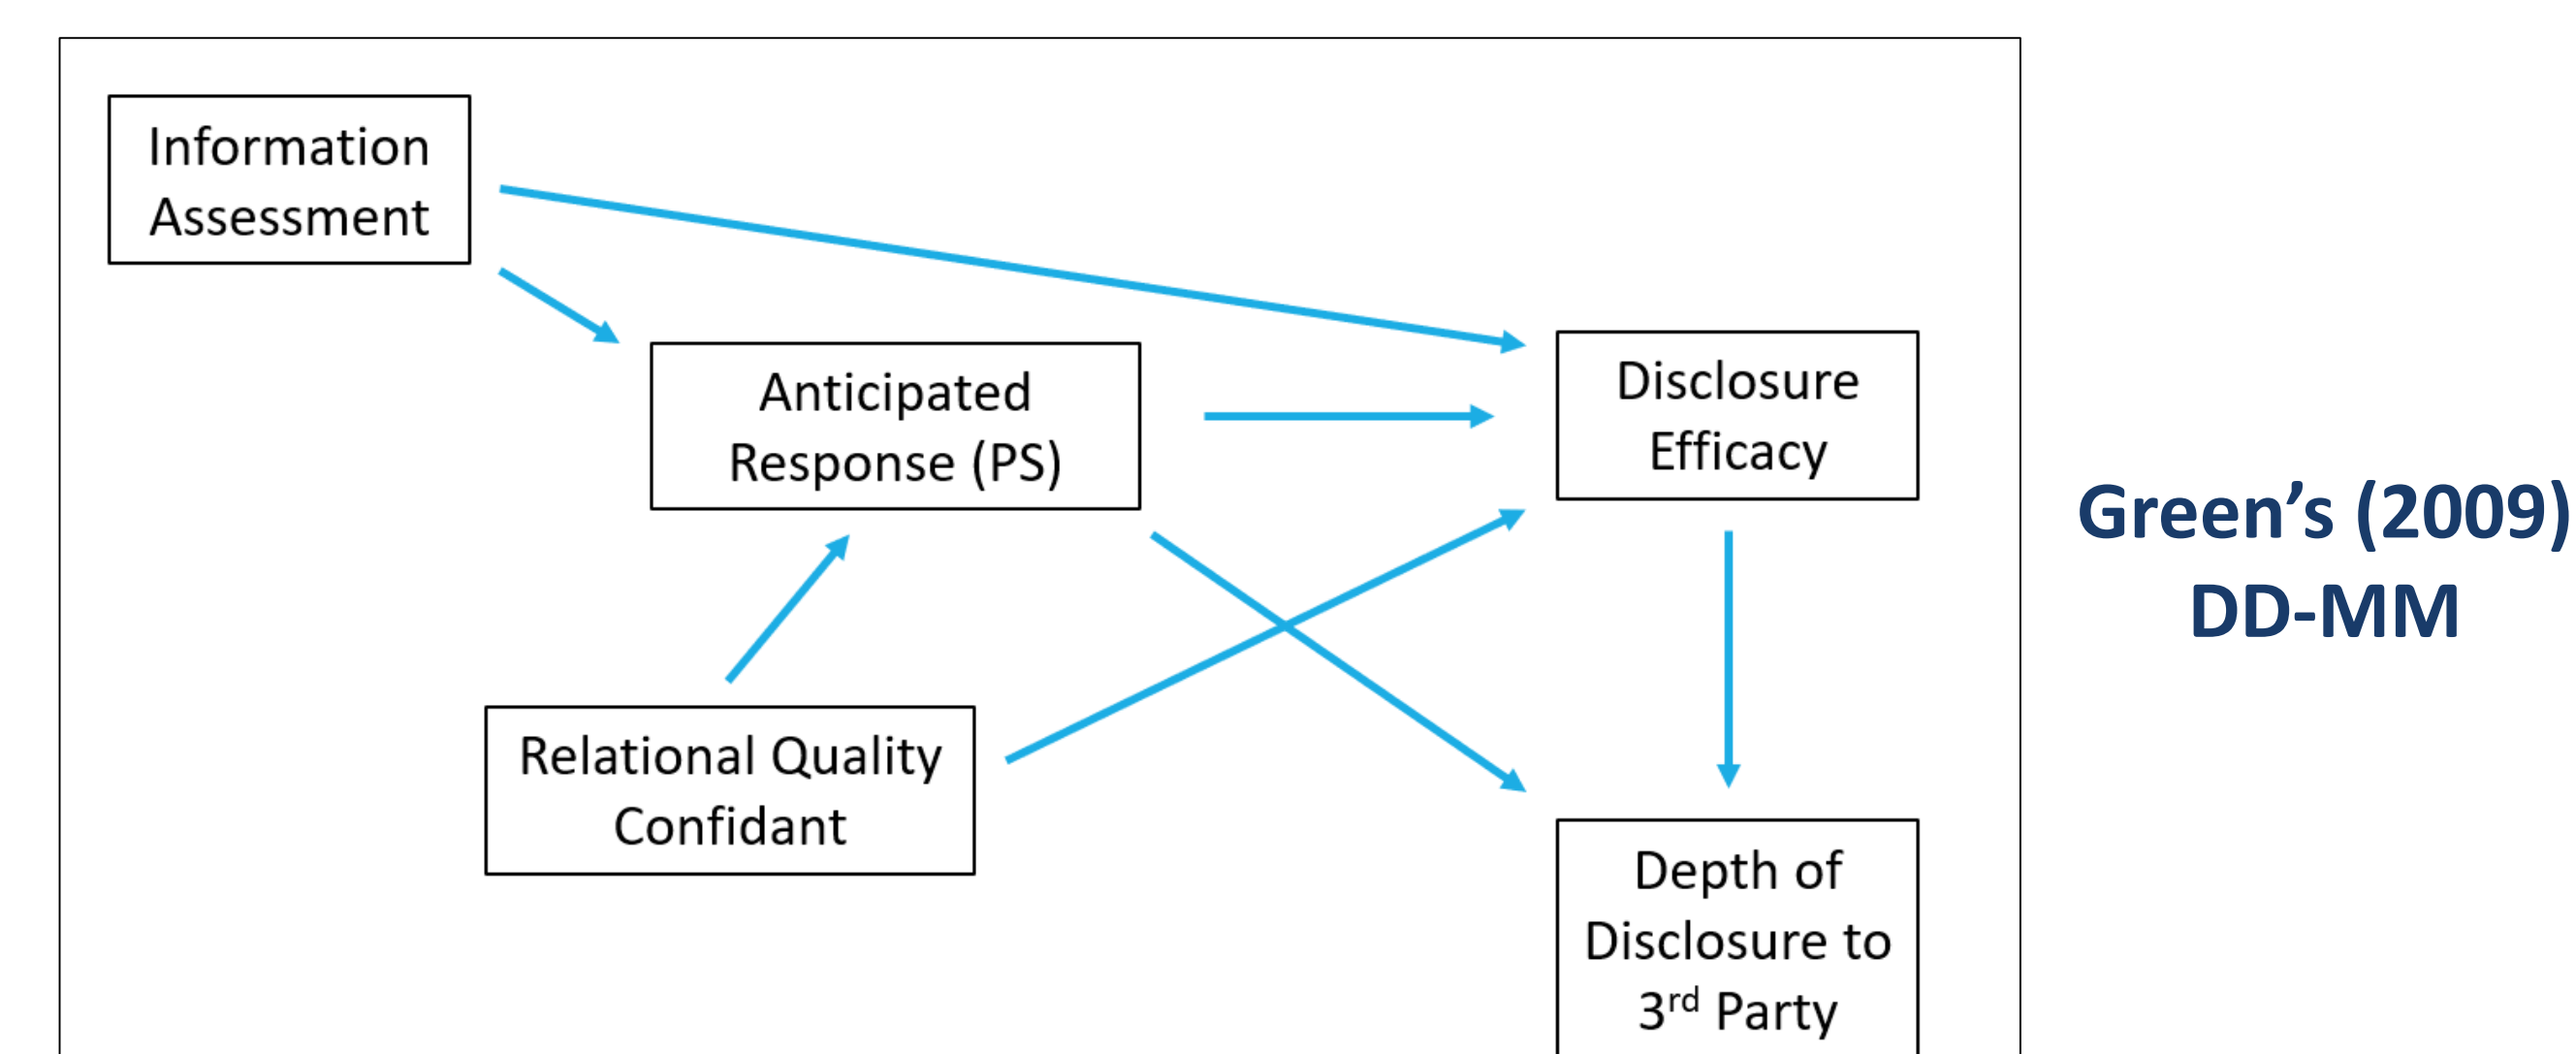 Information
Assessment
Anticipated
Response (PS)
Disclosure
Efficacy
Green’s (2009)
DD-MM
Relational Quality
Confidant
Depth of
Disclosure to
3rd Party